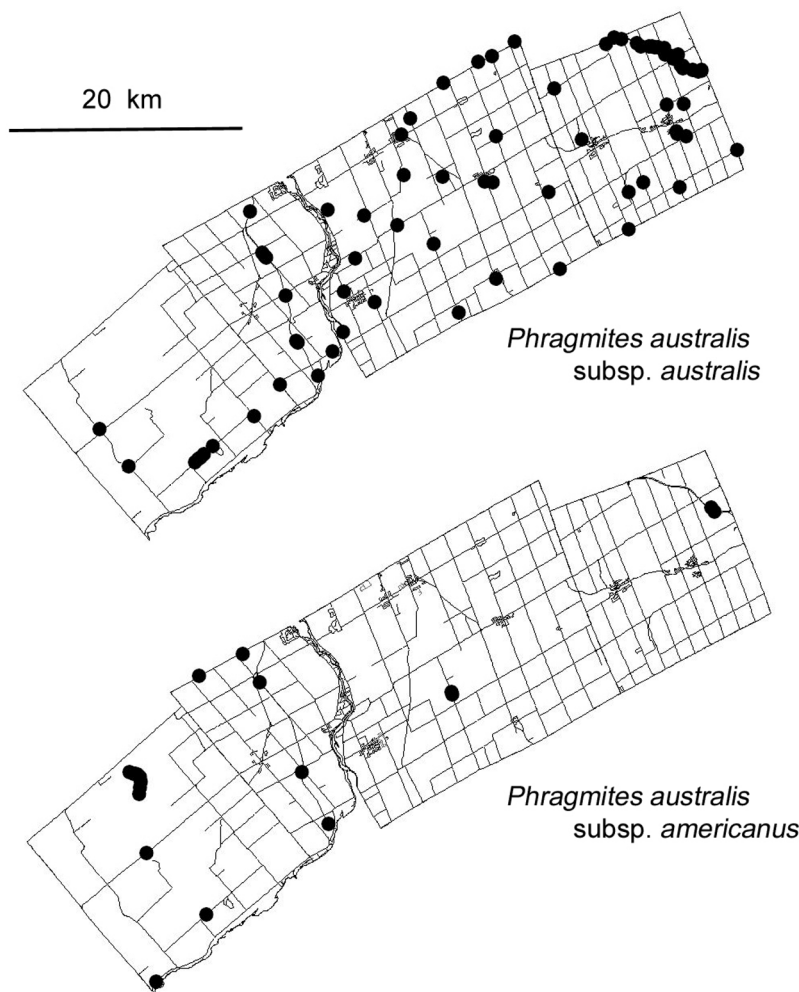 20 km
Phragmites australis
subsp. australis
Phragmites australis
subsp. americanus